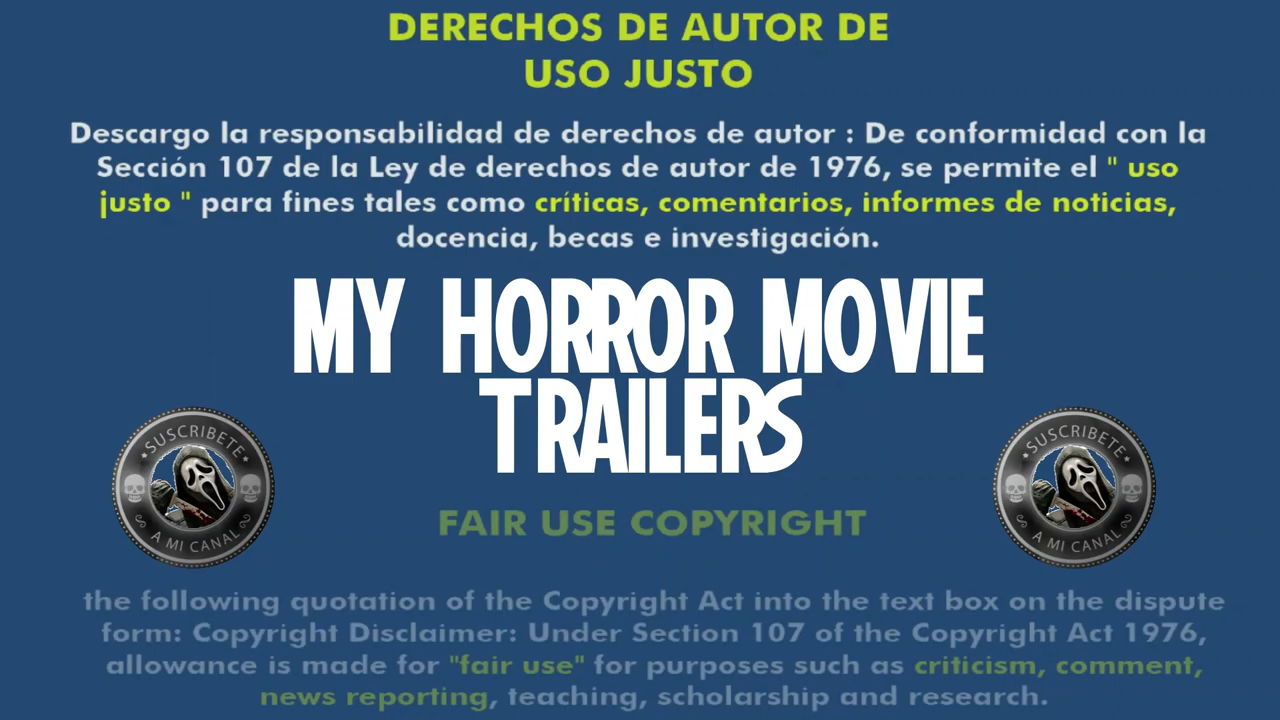 DERECHOS DE AUTOR DE
USO JUSTO
Descargo la responsabilidad de derechos de autor : De conformidad con la
Sección 107 de la Ley de derechos de autor de 1976, se permite el " uso
justo " para fines tales como críticas, comentarios, informes de noticias,
docencia, becas e investigación.
MY HORROR MOVIE
TRAILERS
SUSCRIBETE
A MI CANAL
SUSCRIBETE
A MI CANAL
FAIR USE COPYRIGHT
the following quotation of the Copyright Act into the text box on the dispute
form: Copyright Disclaimer: Under Section 107 of the Copyright Act 1976,
allowance is made for "fair use" for purposes such as criticism, comment,
news reporting, teaching, scholarship and research.